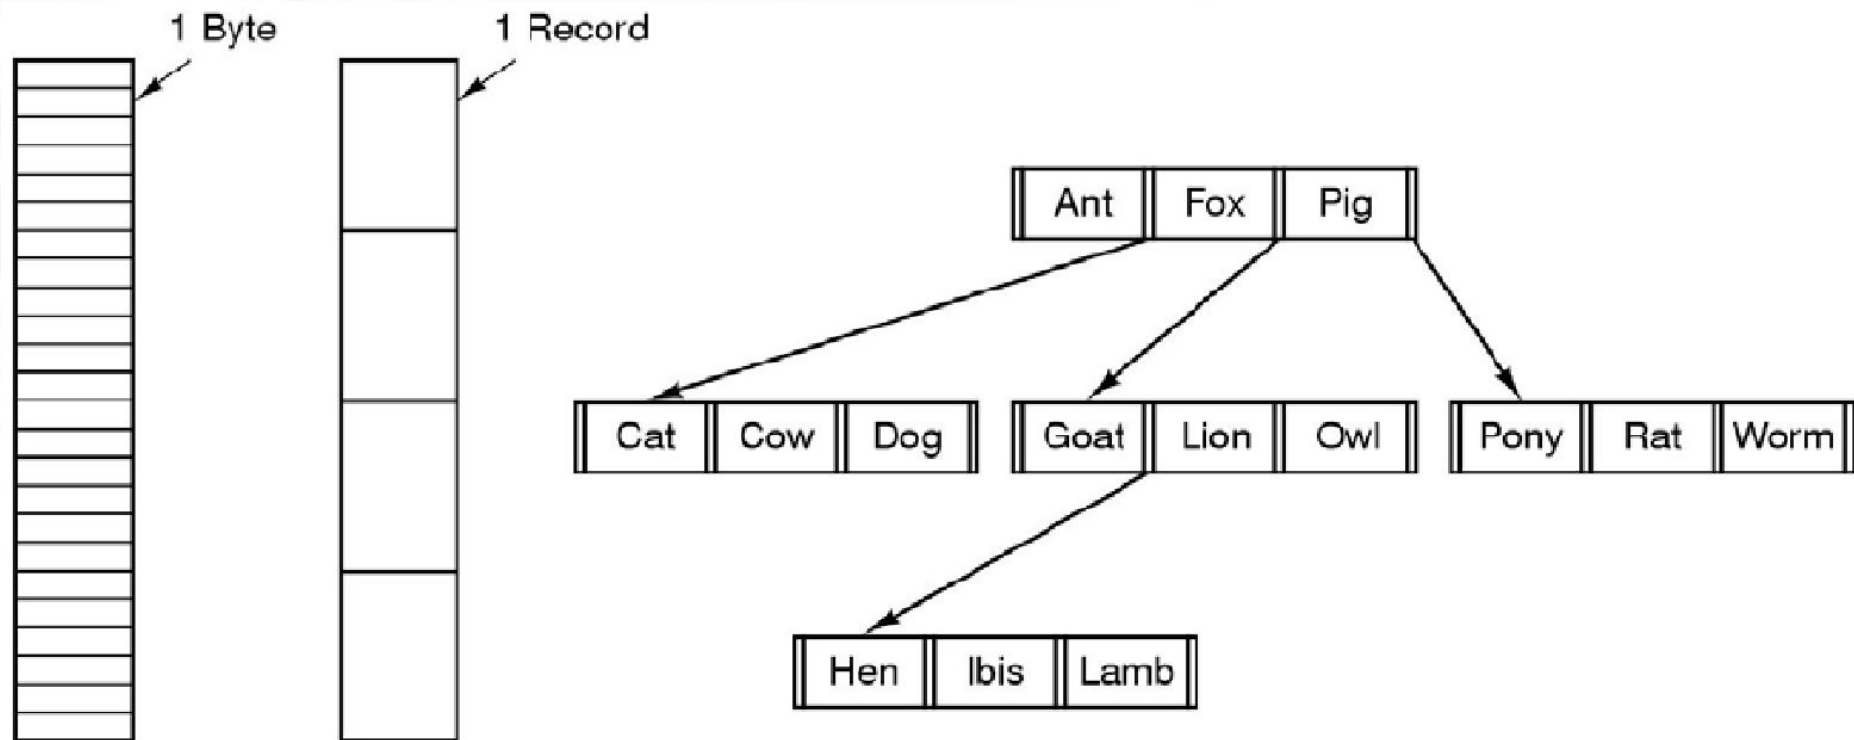 1 Byte
1 Record
Ant Fox Pig
Cat Cow Dog
Goat Lion Owl
Pony Rat Worm
Hen Ibis Lamb